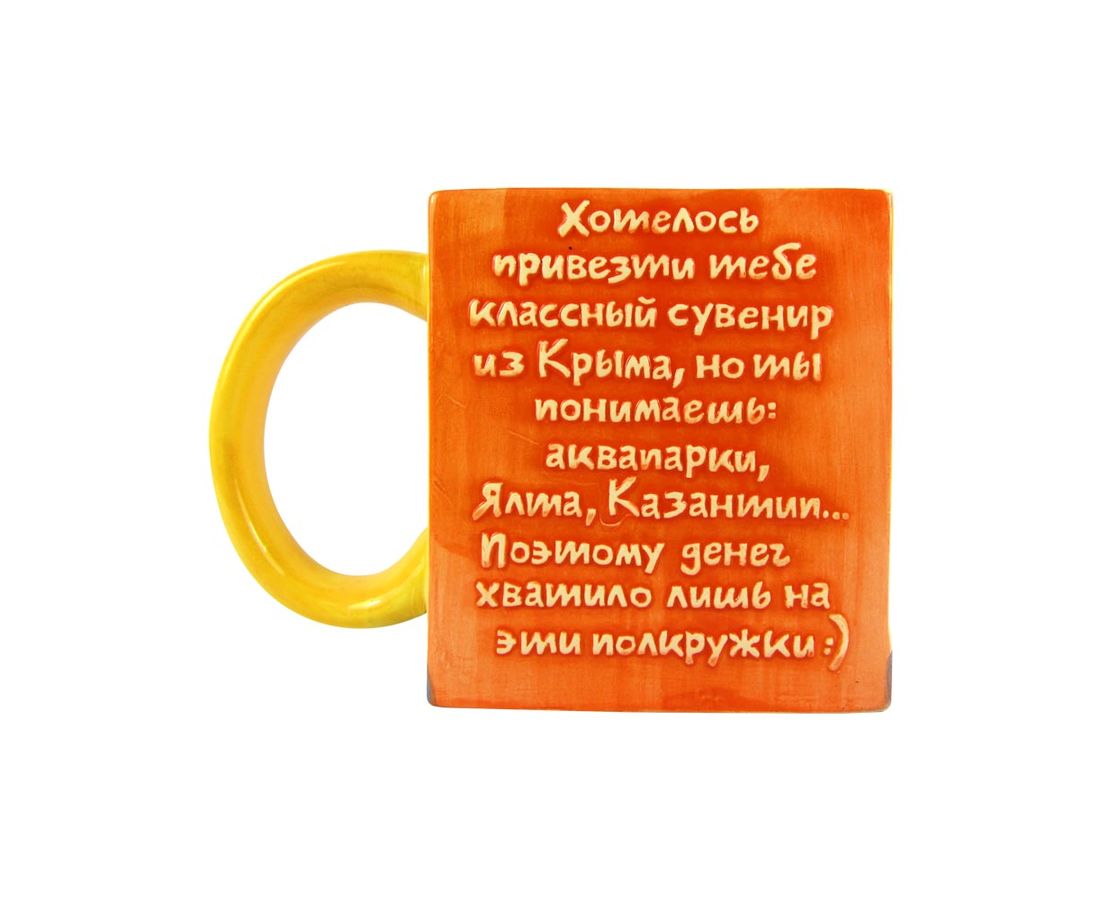 Хотелось
привезти тебе
классный сувенир
из Крыма, но ты
понимаешь:
аквапарки,
Ялта, Казантип...
Поэтому денег
хватило лишь на
эти полкружки :)